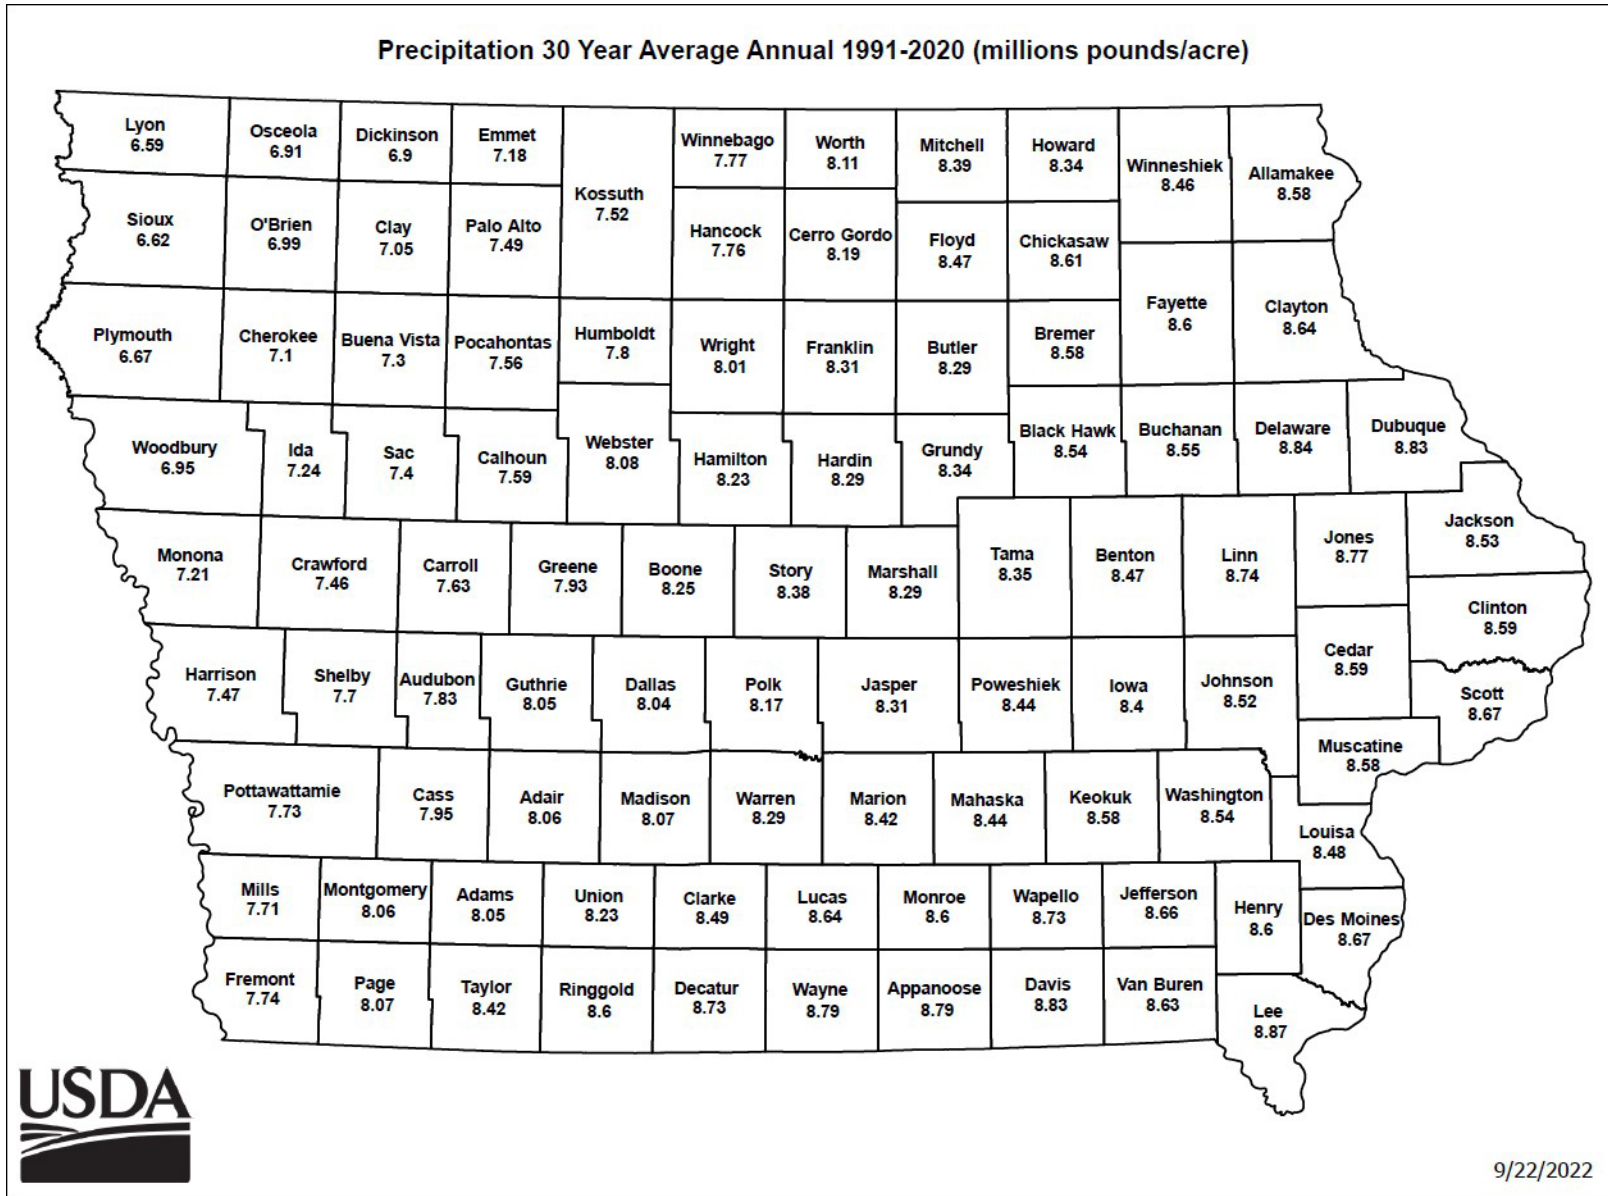 Precipitation 30 Year Average Annual 1991-2020 (millions pounds/acre)
Lyon
6.59
Osceola
6.91
Dickinson
6.9
Emmet
7.18
Kossuth
7.52
Winnebago
7.77
Worth
8.11
Mitchell
8.39
Howard
8.34
Winneshiek
8.46
Allamakee
8.58
Sioux
6.62
O'Brien
6.99
Clay
7.05
Palo Alto
7.49
Hancock
7.76
Cerro Gordo
8.19
Floyd
8.47
Chickasaw
8.61
Fayette
8.6
Clayton
8.64
Plymouth
6.67
Cherokee
7.1
Buena Vista
7.3
Pocahontas
7.56
Humboldt
7.8
Wright
8.01
Franklin
8.31
Butler
8.29
Bremer
8.58
Woodbury
6.95
Ida
7.24
Sac
7.4
Calhoun
7.59
Webster
8.08
Hamilton
8.23
Hardin
8.29
Grundy
8.34
Black Hawk
8.54
Buchanan
8.55
Delaware
8.84
Dubuque
8.83
Monona
7.21
Crawford
7.46
Carroll
7.63
Greene
7.93
Boone
8.25
Story
8.38
Marshall
8.29
Tama
8.35
Benton
8.47
Linn
8.74
Jones
8.77
Jackson
8.53
Clinton
8.59
Harrison
7.47
Shelby
7.7
Audubon
7.83
Guthrie
8.05
Dallas
8.04
Polk
8.17
Jasper
8.31
Poweshiek
8.44
Iowa
8.4
Johnson
8.52
Cedar
8.59
Scott
8.67
Muscatine
8.58
Pottawattamie
7.73
Cass
7.95
Adair
8.06
Madison
8.07
Warren
8.29
Marion
8.42
Mahaska
8.44
Keokuk
8.58
Washington
8.54
Louisa
8.48
Mills
7.71
Montgomery
8.06
Adams
8.05
Union
8.23
Clarke
8.49
Lucas
8.64
Monroe
8.6
Wapello
8.73
Jefferson
8.66
Henry
8.6
Des Moines
8.67
Fremont
7.74
Page
8.07
Taylor
8.42
Ringgold
8.6
Decatur
8.73
Wayne
8.79
Appanoose
8.79
Davis
8.83
Van Buren
8.63
Lee
8.87
USDA
9/22/2022